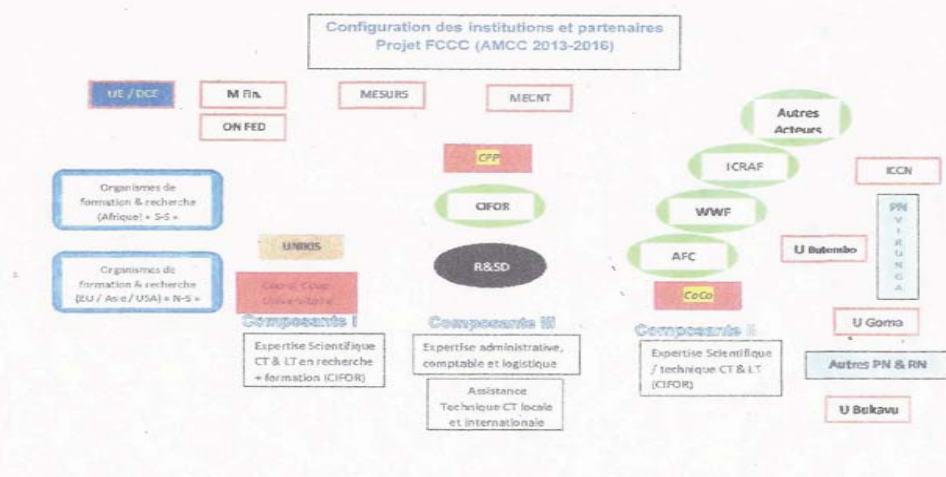 Configuration des institutions et partenaires
Projet FCCC (AMCC 2013-2016)
UE / DCE
M Fin.
MESURS
MECNT
ON FED
Autres
Acteurs
CPP
ICRAF
ICCN
Organismes de
formation & recherche
(Afrique) « S-S »
CIFOR
WWF
PN
VIRUNGA
UNIKIS
U Butembo
R&SD
AFC
Organismes de
formation & recherche
(EU / Asie / USA) « N-S »
Universitaire
CoCo
Composante I
Composante III
Composante II
U Goma
Expertise Scientifique
CT & LT en recherche
+ formation (CIFOR)
Expertise administrative,
comptable et logistique
Expertise Scientifique
/ technique CT & LT
(CIFOR)
Autres PN & RN
Assistance
Technique CT locale
et internationale
U Bukavu